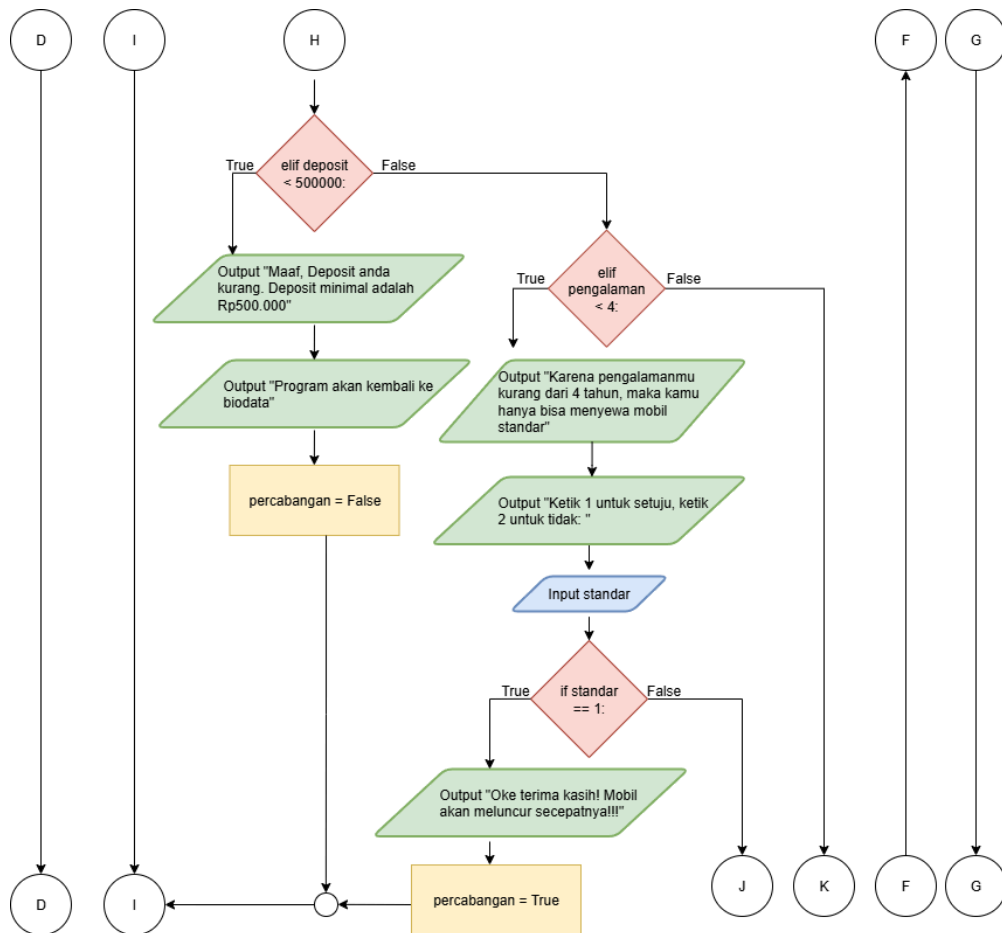 D
I
H
F
G
elif deposit
< 500000:
True
False
Output "Maaf, Deposit anda
kurang. Deposit minimal adalah
Rp500.000"
elif
pengalaman
< 4:
True
False
Output "Program akan kembali ke
biodata"
Output "Karena pengalamanmu
kurang dari 4 tahun, maka kamu
hanya bisa menyewa mobil
standar"
percabangan = False
Output "Ketik 1 untuk setuju, ketik
2 untuk tidak: "
Input standar
if standar
== 1:
True
False
Output "Oke terima kasih! Mobil
akan meluncur secepatnya!!!"
percabangan = True
D
I
J
K
F
G